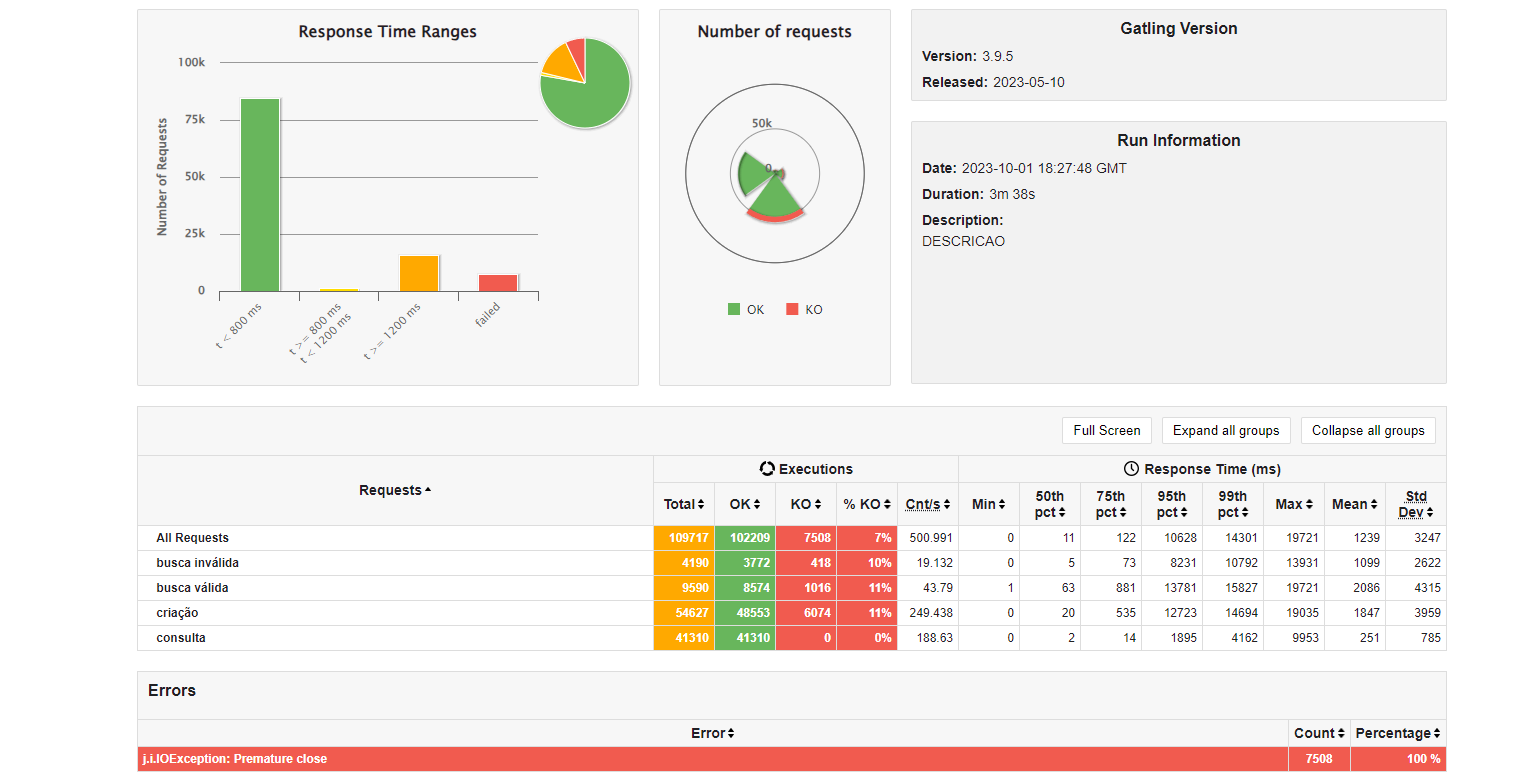 Response Time Ranges
100k
75k
50k
25k
0
Number of Requests
t < 800 ms
t >= 800 ms
t < 1200 ms
t >= 1200 ms
failed
Number of requests
50k
0
OK KO
Gatling Version
Version: 3.9.5
Released: 2023-05-10
Run Information
Date: 2023-10-01 18:27:48 GMT
Duration: 3m 38s
Description:
DESCRICAO
Full Screen Expand all groups Collapse all groups
Requests Executions Response Time (ms)
Total OK KO % KO Cnt/s Min 50th pct 75th pct 95th pct 99th pct Max Mean Std Dev
All Requests 109717 102209 7508 7% 500.991 0 11 122 10628 14301 19721 1239 3247
busca inválida 4190 3772 418 10% 19.132 0 5 73 8231 10792 13931 1099 2622
busca válida 9590 8574 1016 11% 43.79 1 63 881 13781 15827 19721 2086 4315
criação 54627 48553 6074 11% 249.438 0 20 535 12723 14694 19035 1847 3959
consulta 41310 41310 0 0% 188.63 0 2 14 1895 4162 9953 251 785
Errors
Error Count Percentage
j.i.IOException: Premature close 7508 100 %